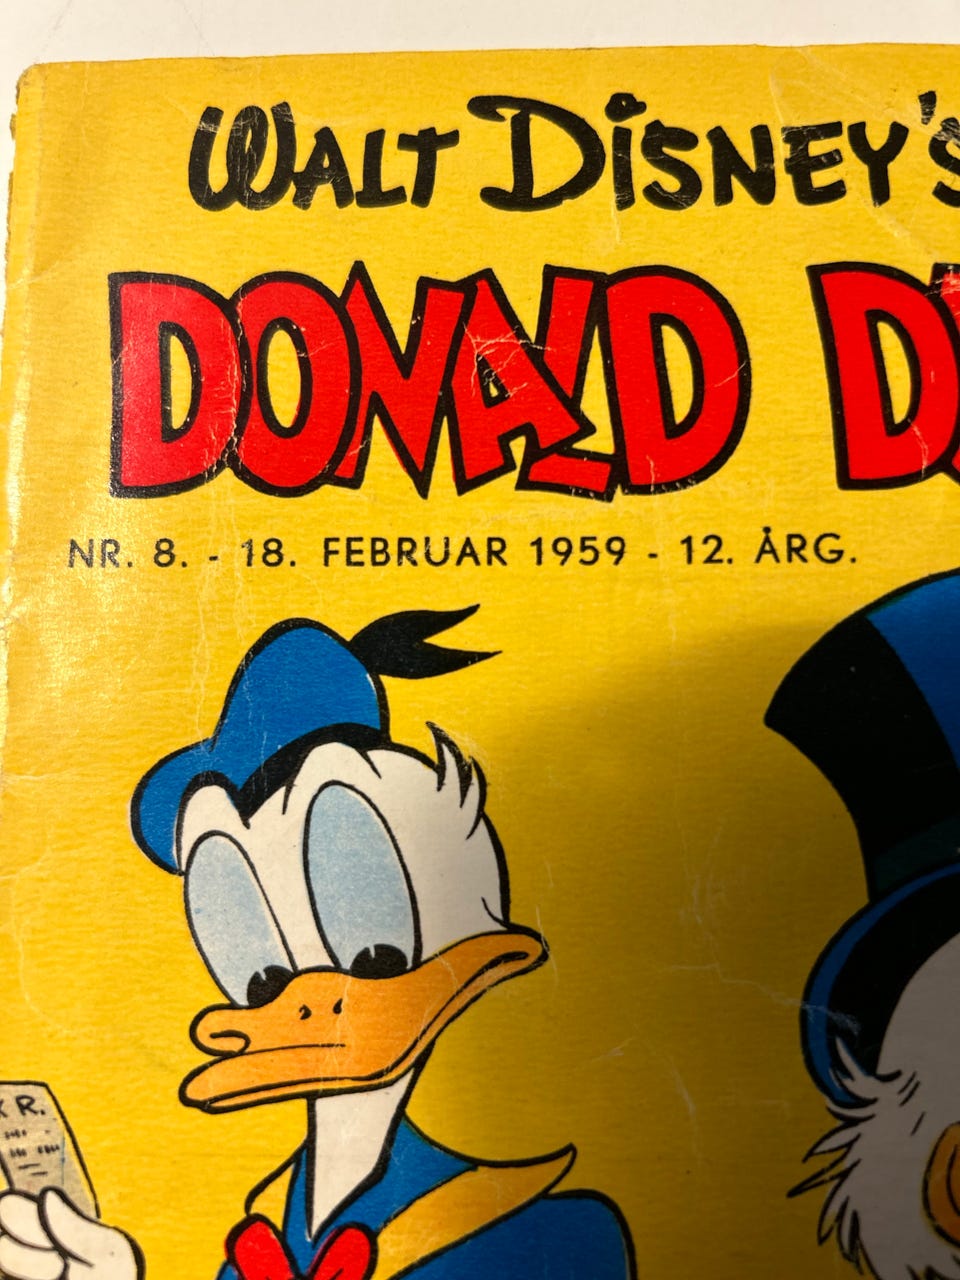 WALT DISNEY'S
DONALD D
NR. 8. - 18. FEBRUAR 1959 - 12. ÅRG.
R.